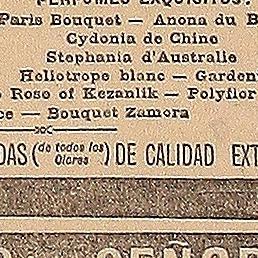 PERFUMES EXQUISITOS:
Paris Bouquet — Anona du B
Cydonia de Chine
Stephania d'Australie
Heliotrope blanc — Garden
Rose of Kezanlik — Polyflor
ce — Bouquet Zamora
DAS (de todos los Olores) DE CALIDAD EXT